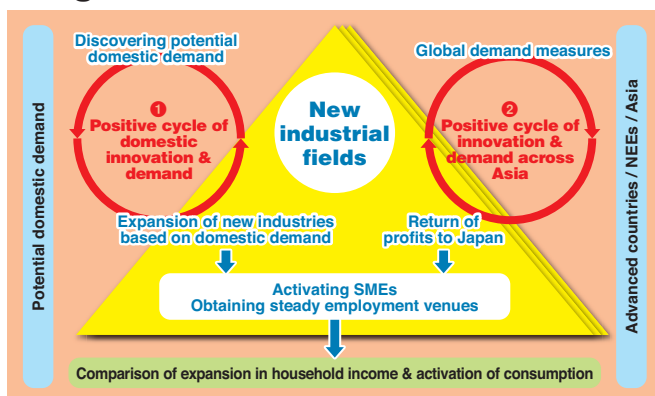 Discovering potential
domestic demand
Global demand measures
Potential domestic demand
1
Positive cycle of
domestic
innovation &
demand
New
industrial
fields
2
Positive cycle of
innovation &
demand across
Asia
Advanced countries / NEEs / Asia
Expansion of new industries
based on domestic demand
Return of
profits to Japan
Activating SMEs
Obtaining steady employment venues
Comparison of expansion in household income & activation of consumption